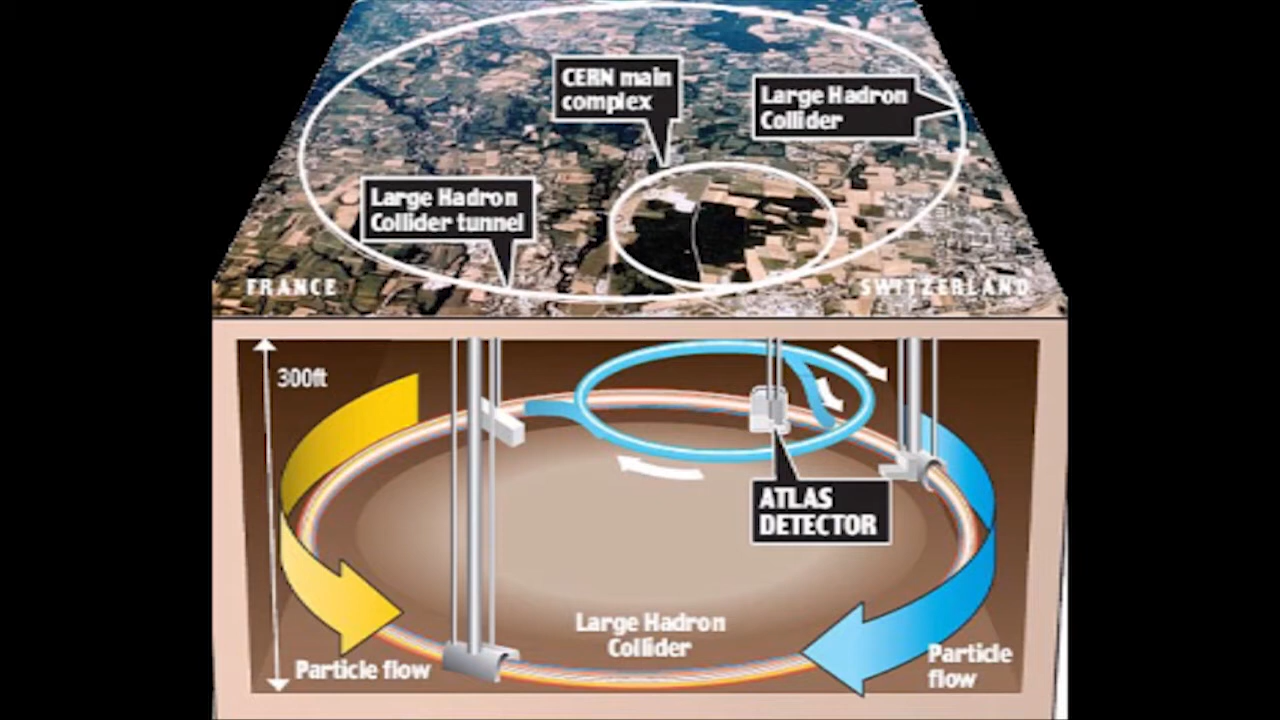 CERN main
complex
Large Hadron
Collider
Large Hadron
Collider tunnel
FRANCE
SWITZERLAND
300ft
ATLAS
DETECTOR
Large Hadron
Collider
Particle flow
Particle
flow